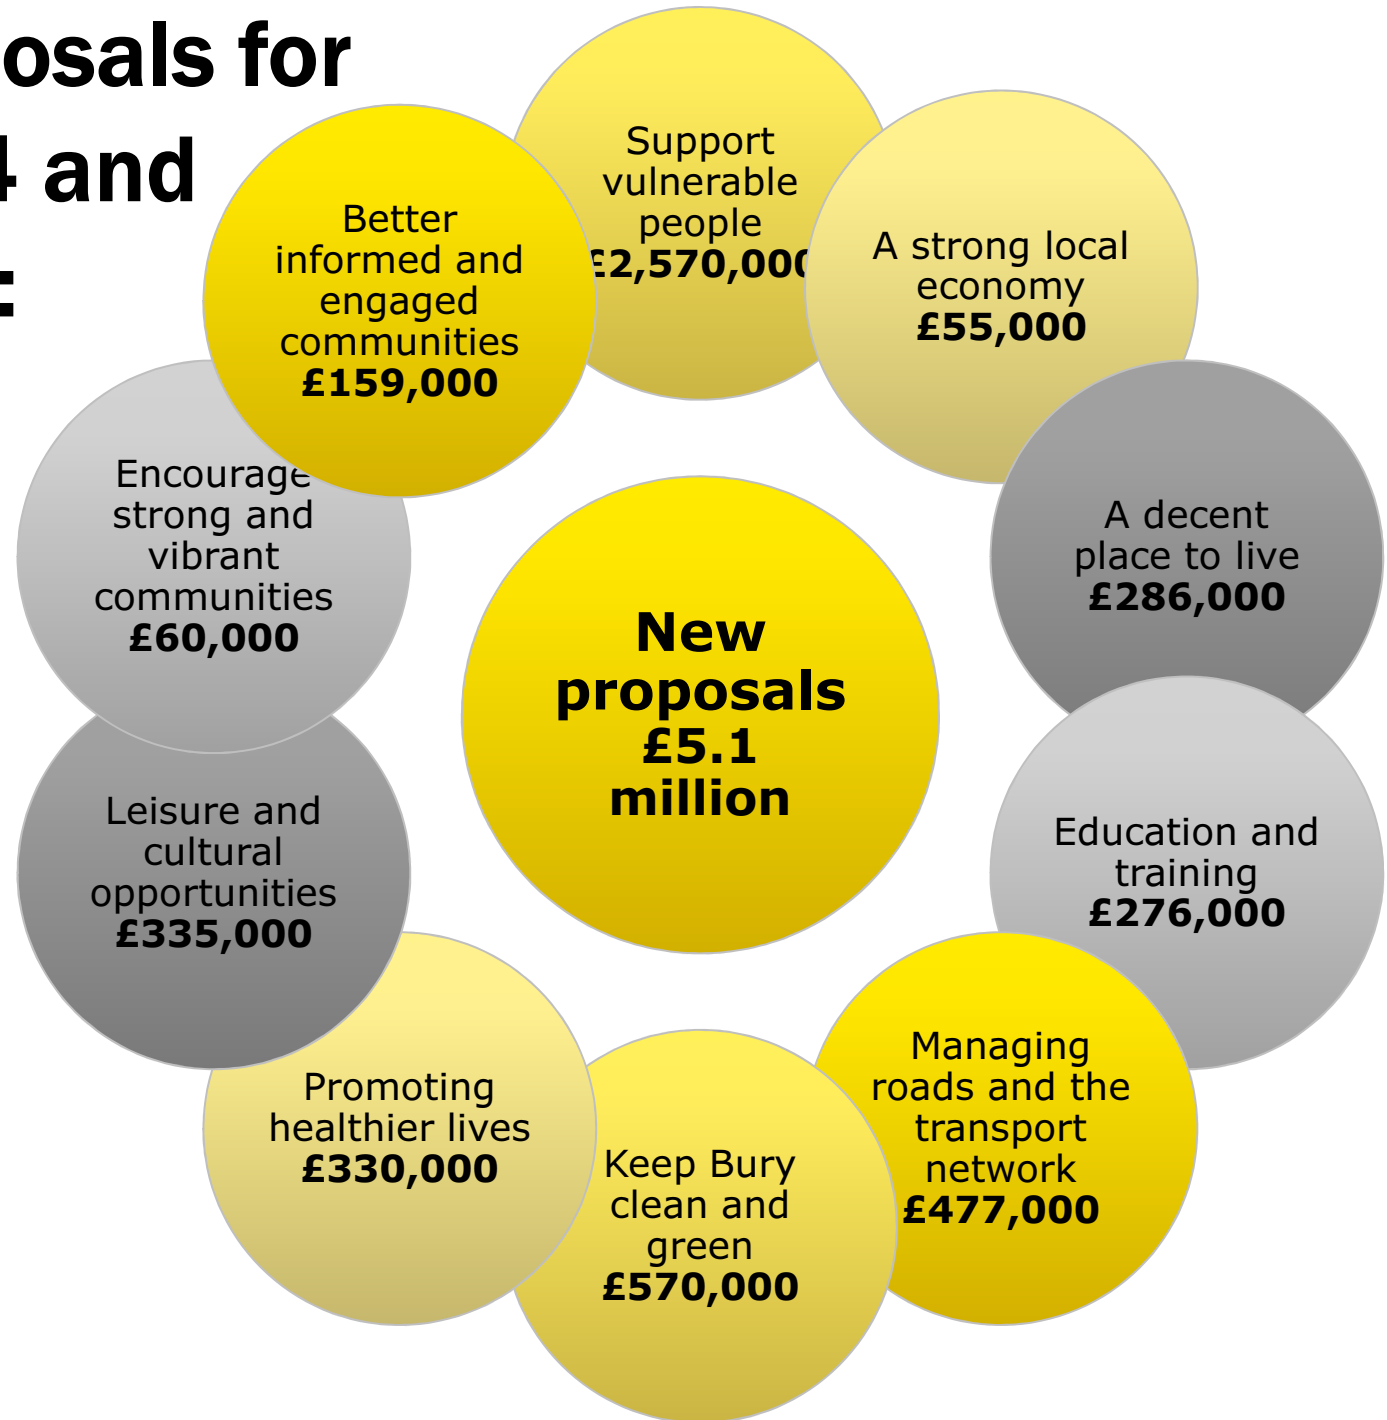 osals for
4 and
Support
vulnerable
people
£2,570,000
A strong local
economy
£55,000
A decent
place to live
£286,000
Education and
training
£276,000
Managing
roads and the
transport
network
£477,000
Keep Bury
clean and
green
£570,000
Promoting
healthier lives
£330,000
Leisure and
cultural
opportunities
£335,000
Encourage
strong and
vibrant
communities
£60,000
Better
informed and
engaged
communities
£159,000
New
proposals
£5.1
million